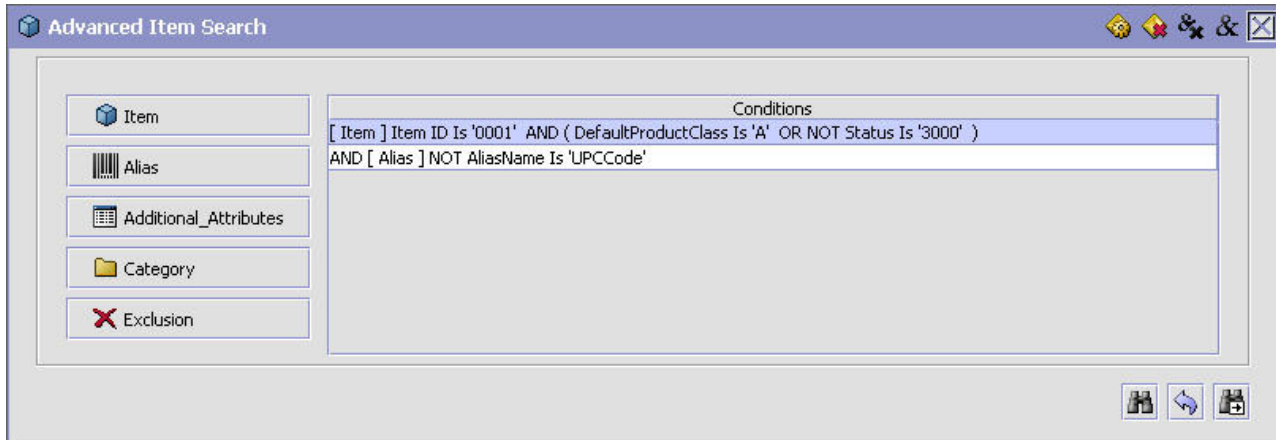 Advanced Item Search
Item
Alias
Additional_Attributes
Category
Exclusion
Conditions
[ Item ] Item ID Is '0001'  AND ( DefaultProductClass Is 'A'  OR NOT Status Is '3000'  )
AND [ Alias ] NOT AliasName Is 'UPCCode'